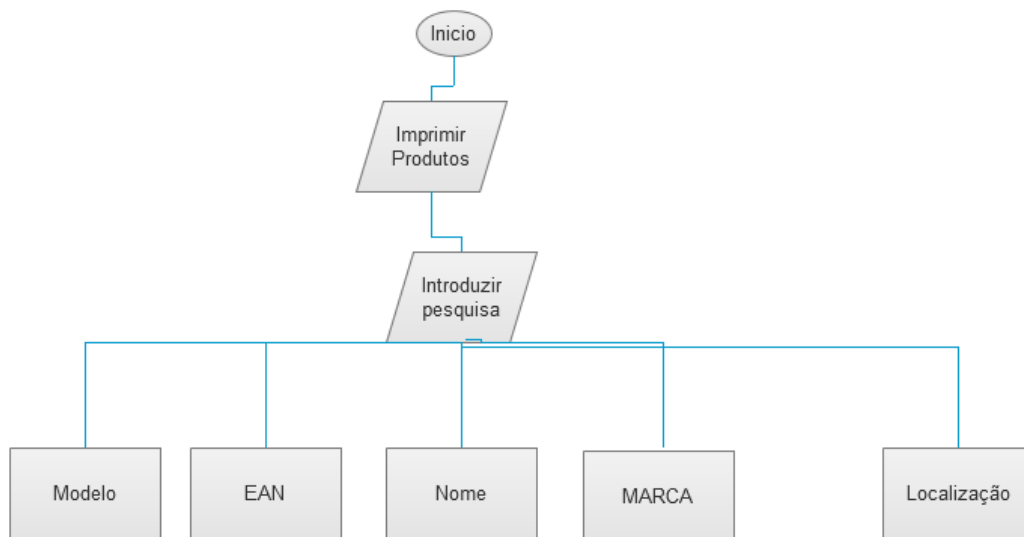 Inicio
Imprimir
Produtos
Introduzir
pesquisa
Modelo
EAN
Nome
MARCA
Localização